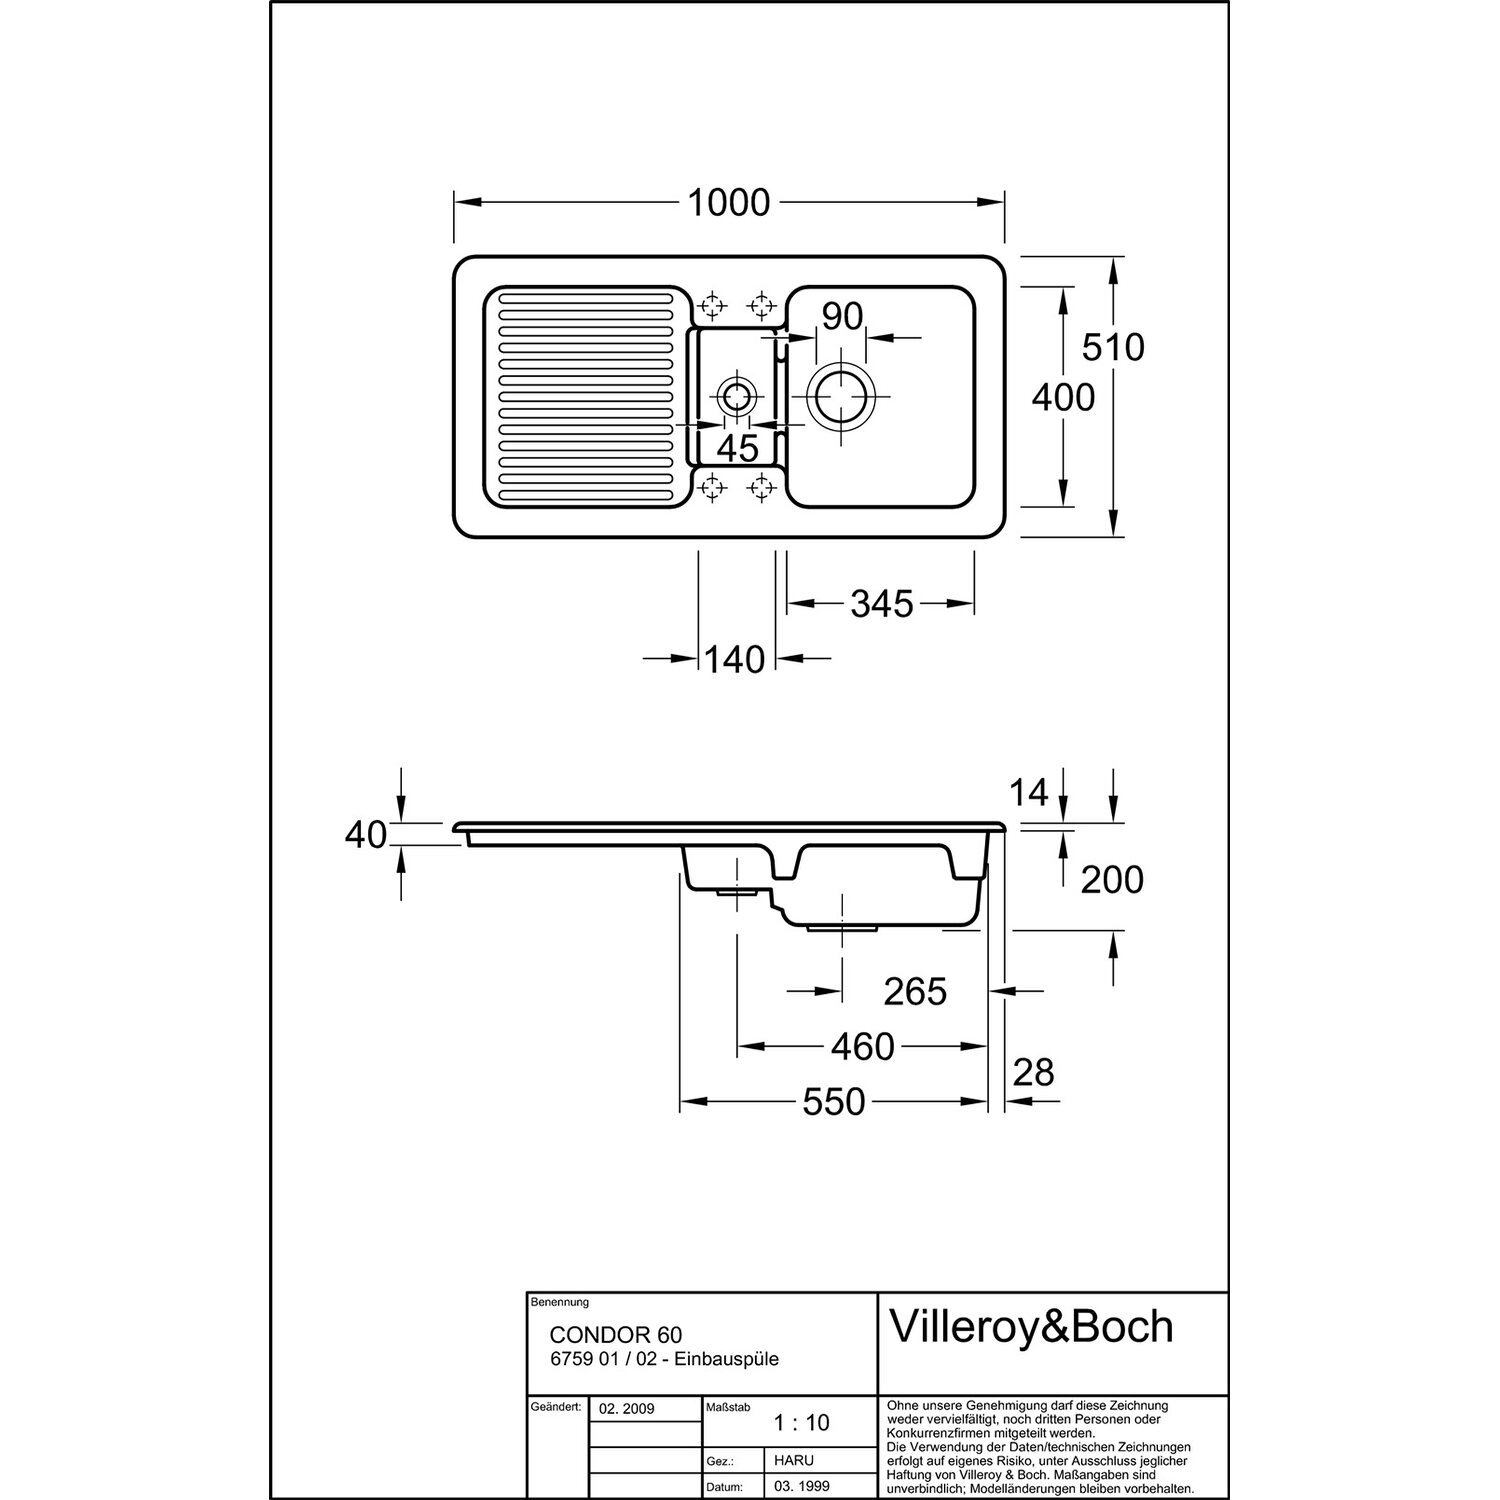 1000
90
510
400
45
345
140
14
40
200
265
460
28
550
Benennung
CONDOR 60
6759 01 / 02 - Einbauspüle
Villeroy&Boch
Geändert:
02. 2009
Maßstab
1 : 10
Gez.:
HARU
Datum:
03. 1999
Ohne unsere Genehmigung darf diese Zeichnung
weder vervielfältigt, noch dritten Personen oder
Konkurrenzfirmen mitgeteilt werden.
Die Verwendung der Daten/technischen Zeichnungen
erfolgt auf eigenes Risiko, unter Ausschluss jeglicher
Haftung von Villeroy & Boch. Maßangaben sind
unverbindlich; Modelländerungen bleiben vorbehalten.